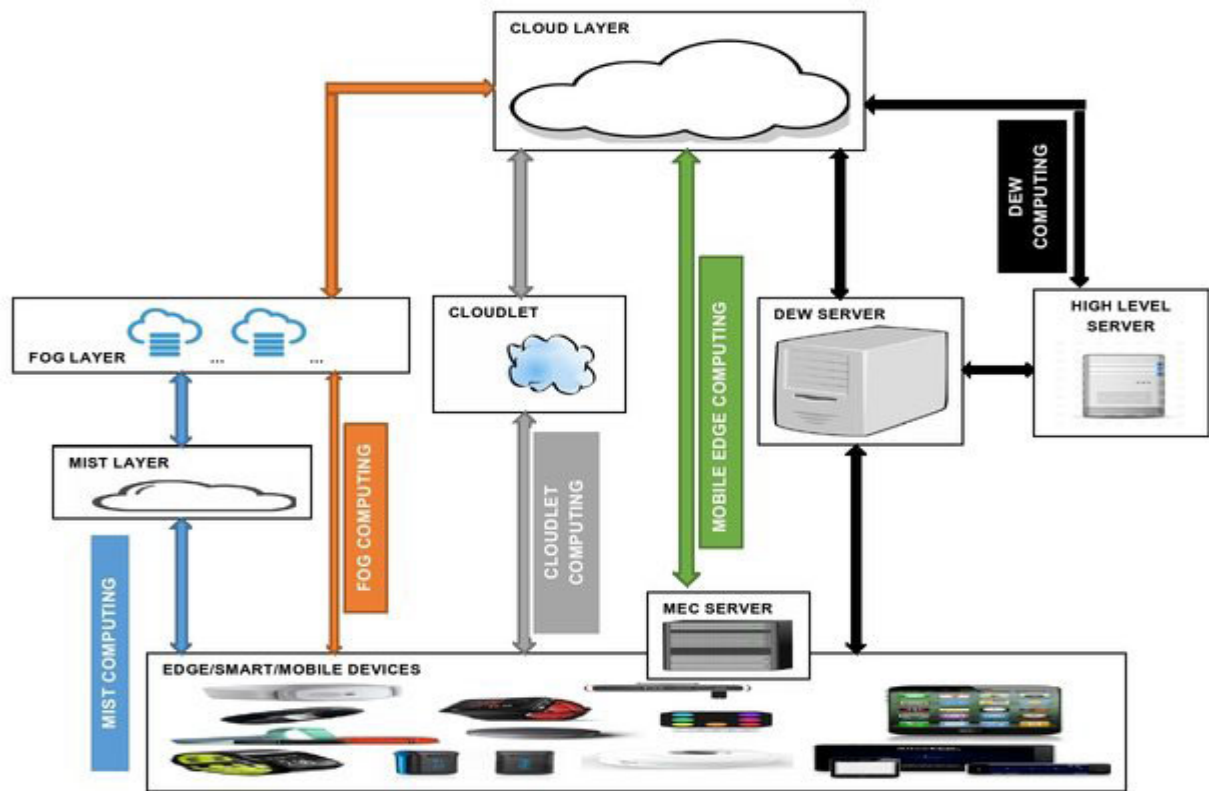 CLOUD LAYER
DEW
COMPUTING
FOG LAYER
...
...
CLOUDLET
DEW SERVER
HIGH LEVEL
SERVER
MOBILE EDGE COMPUTING
MIST LAYER
FOG COMPUTING
CLOUDLET
COMPUTING
MIST COMPUTING
MEC SERVER
EDGE/SMART/MOBILE DEVICES